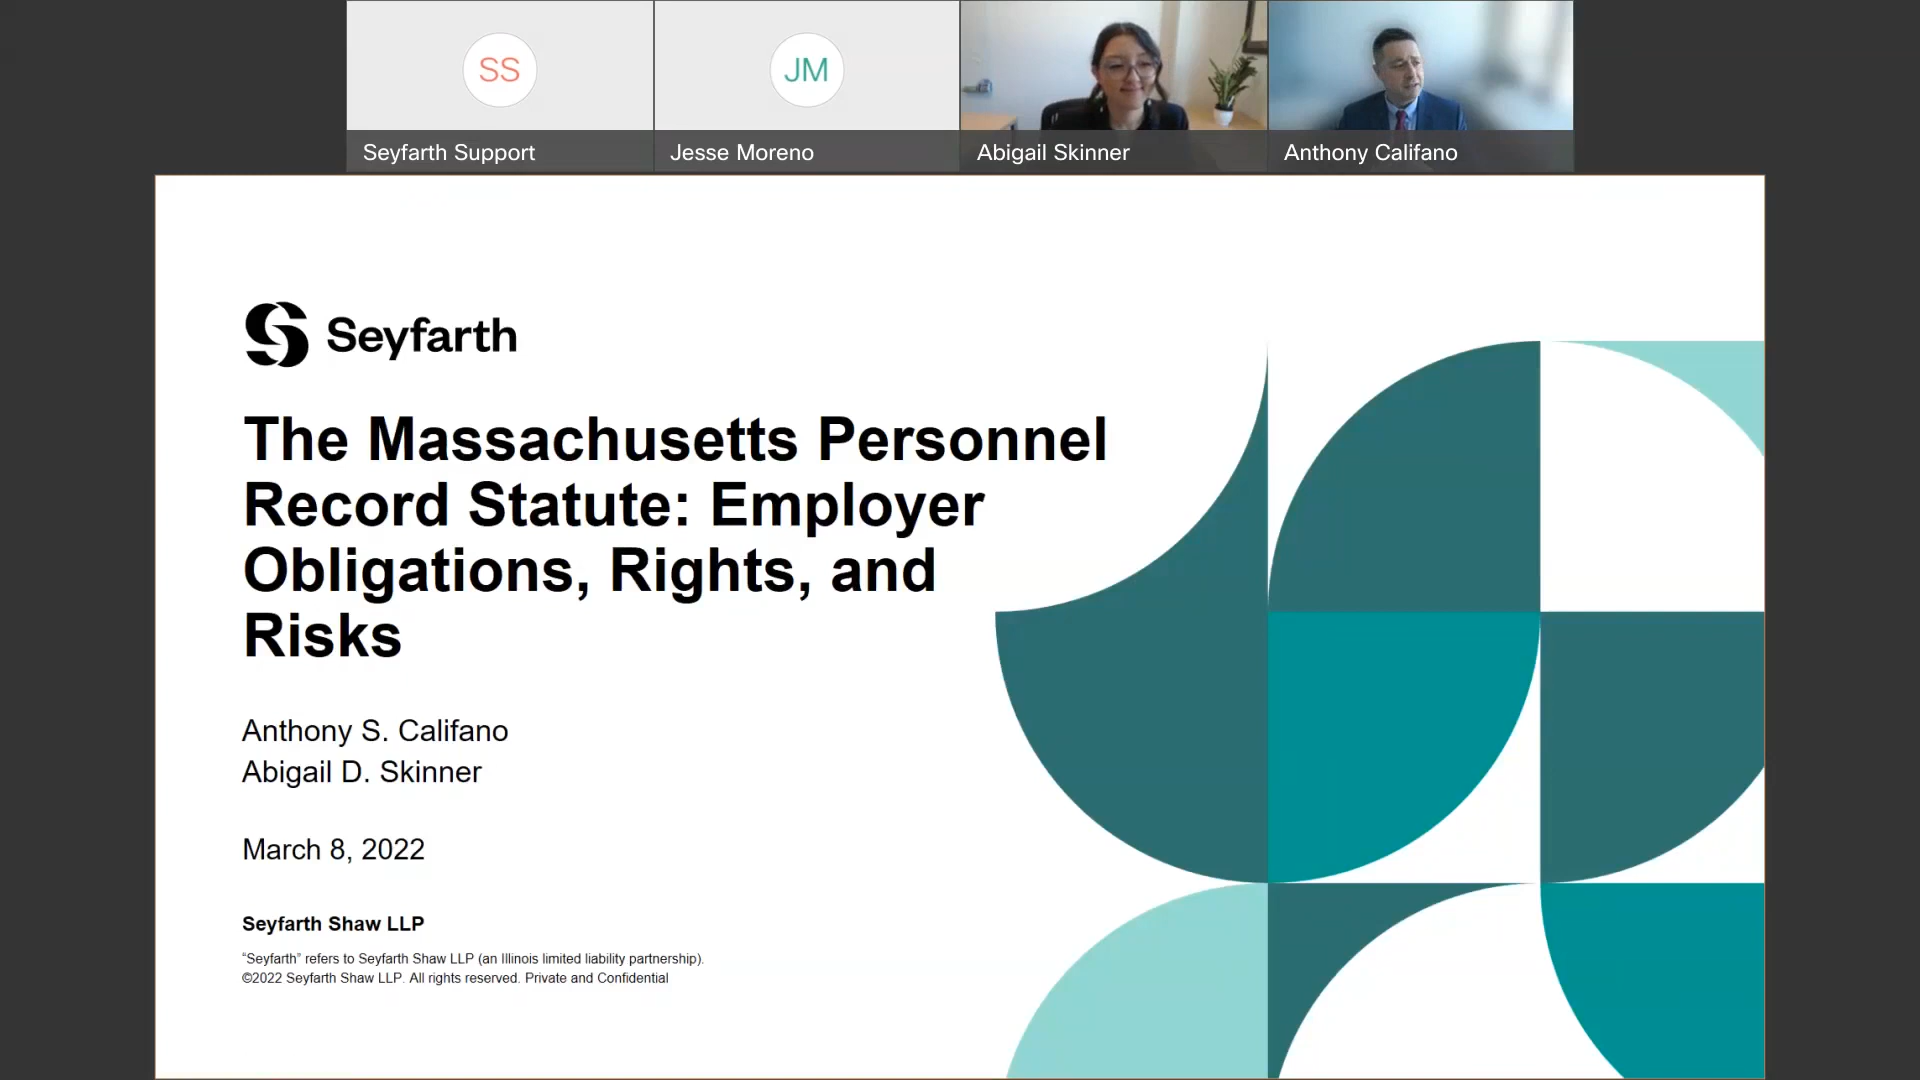 SS
JM
Seyfarth Support
Jesse Moreno
Abigail Skinner
Anthony Califano
Seyfarth
The Massachusetts Personnel
Record Statute: Employer
Obligations, Rights, and
Risks
Anthony S. Califano
Abigail D. Skinner
March 8, 2022
Seyfarth Shaw LLP
“Seyfarth” refers to Seyfarth Shaw LLP (an Illinois limited liability partnership).
©2022 Seyfarth Shaw LLP. All rights reserved. Private and Confidential